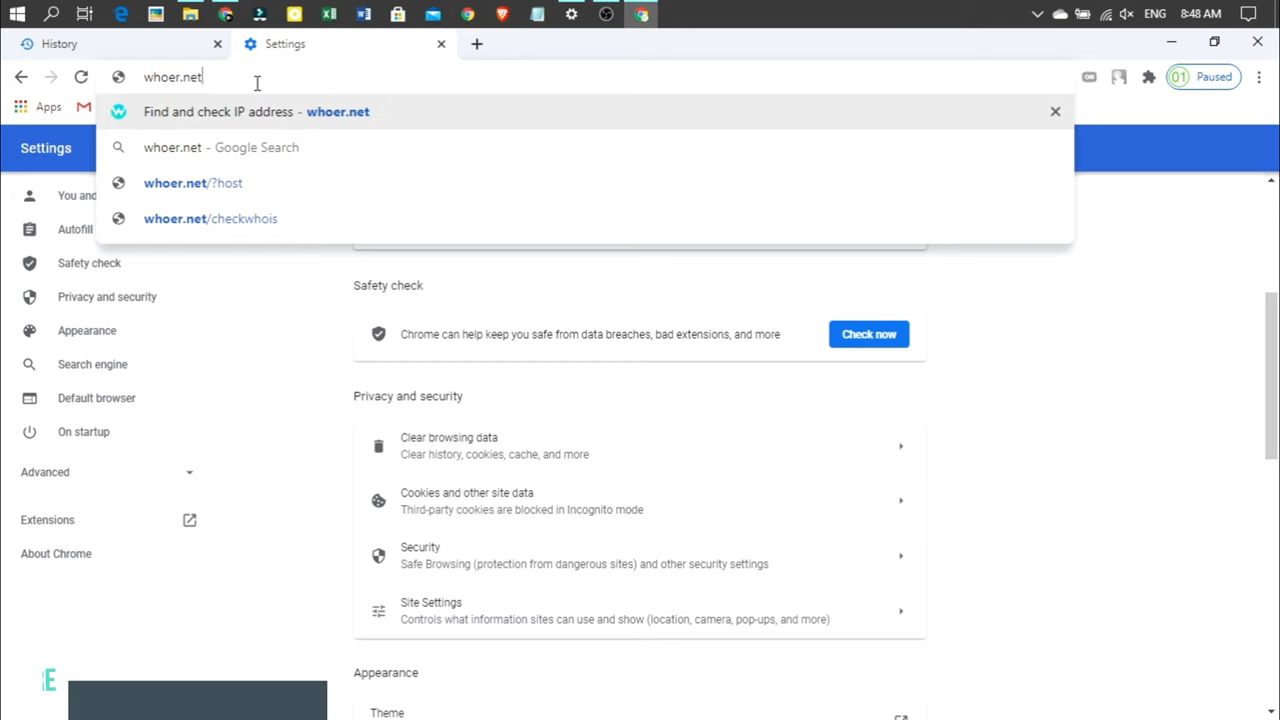 ENG
8:48 AM
History
Settings
whoer.net
01 Paused
Apps
Find and check IP address - whoer.net
whoer.net - Google Search
whoer.net/?host
whoer.net/checkwhois
Settings
You and
Autofill
Safety check
Privacy and security
Appearance
Search engine
Default browser
On startup
Advanced
Extensions
About Chrome
Safety check
Chrome can help keep you safe from data breaches, bad extensions, and more
Check now
Privacy and security
Clear browsing data
Clear history, cookies, cache, and more
Cookies and other site data
Third-party cookies are blocked in Incognito mode
Security
Safe Browsing (protection from dangerous sites) and other security settings
Site Settings
Controls what information sites can use and show (location, camera, pop-ups, and more)
Appearance
Theme